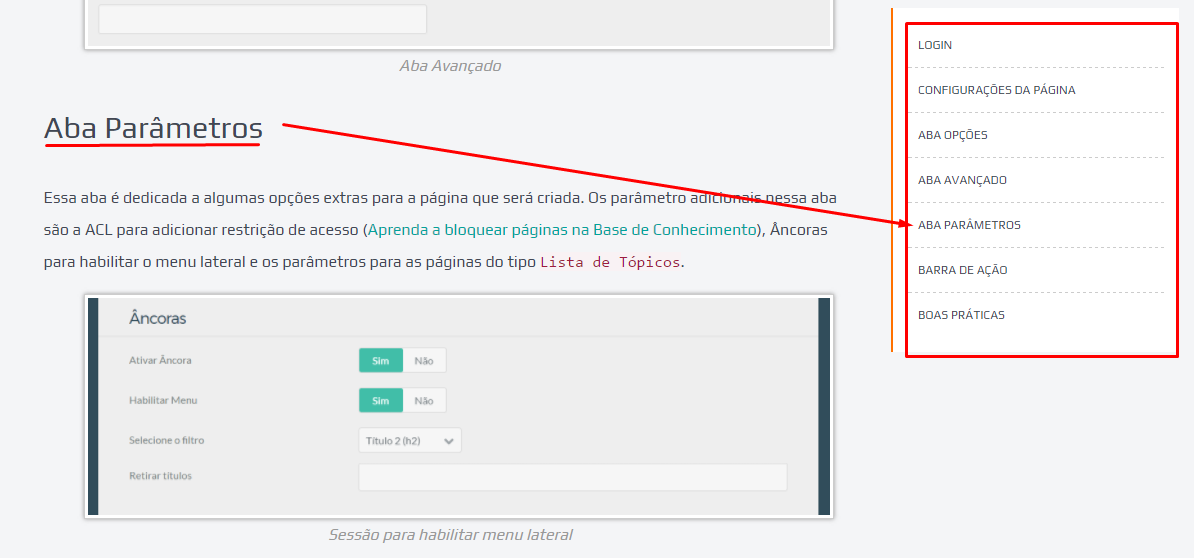 Aba Avançado
Aba Parâmetros
Essa aba é dedicada a algumas opções extras para a página que será criada. Os parâmetro adicionais nessa aba
são a ACL para adicionar restrição de acesso (Aprenda a bloquear páginas na Base de Conhecimento), Âncoras
para habilitar o menu lateral e os parâmetros para as páginas do tipo Lista de Tópicos.
Âncoras
Ativar Âncora Sim Não
Habilitar Menu Sim Não
Selecione o filtro Título 2 (h2)
Retirar títulos
Sessão para habilitar menu lateral
LOGIN
CONFIGURAÇÕES DA PÁGINA
ABA OPÇÕES
ABA AVANÇADO
ABA PARÂMETROS
BARRA DE AÇÃO
BOAS PRÁTICAS